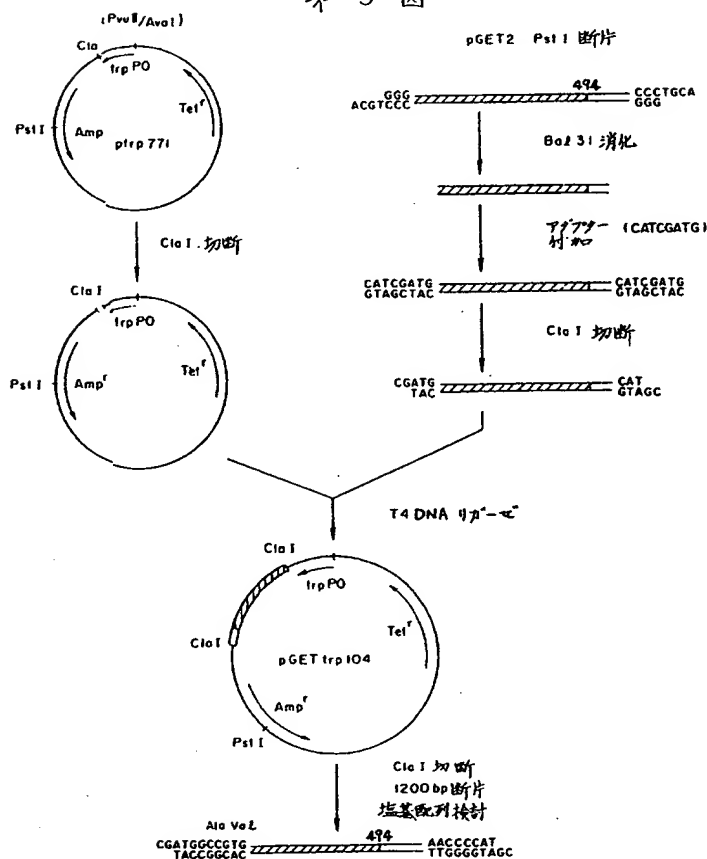 第 5 図
(PvuⅡ/AvaI)
Cla
trp PO
Tet r
PstI
Amp
ptrp 771
ClaI 切断
ClaI
trp PO
PstI
Amp r
Tet r
pGET2 PstI 断片
494
GGG CCCTGCA
ACGTCCC GGG
Bal 31 消化
アダプター (CATCGATG)
付加
CATCGATG CATCGATG
GTAGCTAC GTAGCTAC
ClaI 切断
CGATG CAT
TAC GTAGC
T4 DNA リガーゼ
ClaI
trp PO
ClaI
Tet r
pGET trp 104
Amp r
PstI
ClaI 切断
1200 bp 断片
塩基配列検討
Ala Val
494
CGATGGCCGTG AACCCCAT
TACCGGCAC TTGGGGTAGC